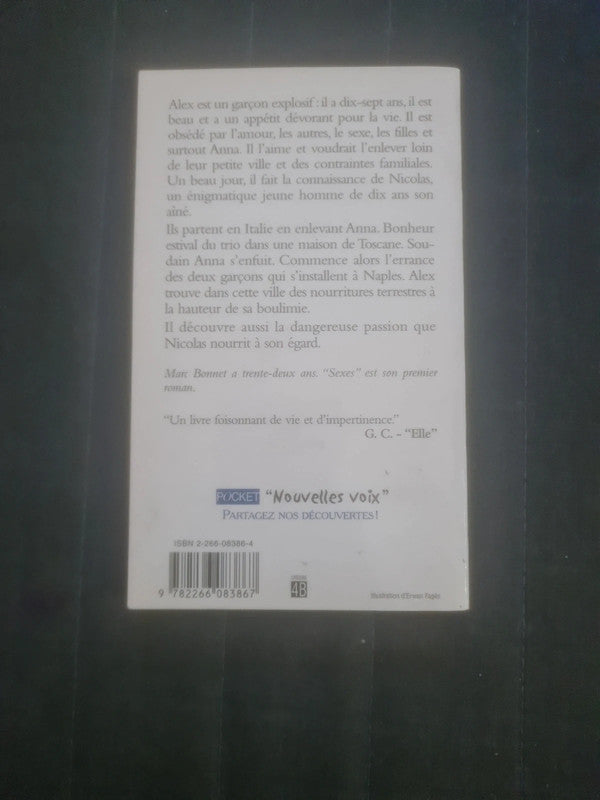 Alex est un garçon explosif : il a dix-sept ans, il est
beau et a un appétit dévorant pour la vie. Il est
obsédé par l'amour, les autres, le sexe, les filles et
surtout Anna. Il l'aime et voudrait l'enlever loin
de leur petite ville et des contraintes familiales.
Un beau jour, il fait la connaissance de Nicolas,
un énigmatique jeune homme de dix ans son
aîné.
Ils partent en Italie en enlevant Anna. Bonheur
estival du trio dans une maison de Toscane. Sou-
dain Anna s'enfuit. Commence alors l'errance
des deux garçons qui s'installent à Naples. Alex
trouve dans cette ville des nourritures terrestres à
la hauteur de sa boulimie.
Il découvre aussi la dangereuse passion que
Nicolas nourrit à son égard.
Marc Bonnet a trente-deux ans. "Sexes" est son premier
roman.
"Un livre foisonnant de vie et d'impertinence."
G. C. – "Elle"
POCKET "Nouvelles voix"
PARTAGEZ NOS DÉCOUVERTES !
ISBN 2-266-08386-4
9 782266 083867
4B
Illustration d'Erwan Fagès